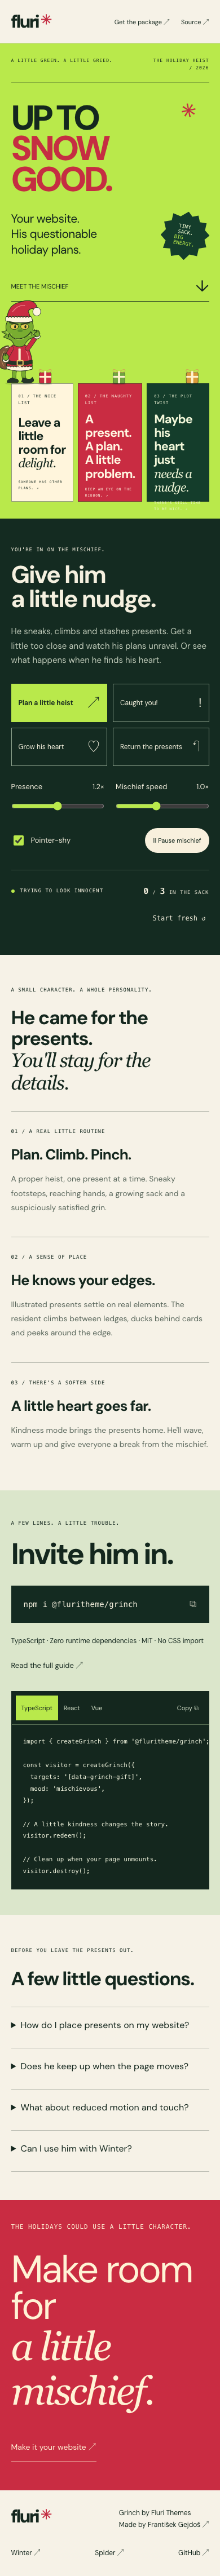 fluri
Get the package ↗ Source ↗
A LITTLE GREEN. A LITTLE GREED.
THE HOLIDAY HEIST
/ 2026
UP TO
SNOW
GOOD.
Your website.
His questionable
holiday plans.
TINY
SACK.
BIG
ENERGY.
MEET THE MISCHIEF
01 / THE NICE
LIST
Leave a
little
room for
delight.
SOMEONE HAS OTHER
PLANS. ↗
02 / THE NAUGHTY
LIST
A
present.
A plan.
A little
problem.
KEEP AN EYE ON THE
RIBBON. ↗
03 / THE PLOT
TWIST
Maybe
his
heart
just
needs a
nudge.
YOU'RE IN ON THE MISCHIEF.
Give him
a little nudge.
He sneaks, climbs and stashes presents. Get a
little too close and watch his plans unravel. Or see
what happens when he finds his heart.
Plan a little heist ↗
Caught you! !
Grow his heart ♡
Return the presents ↰
Presence 1.2×
Mischief speed 1.0×
Pointer-shy
II Pause mischief
TRYING TO LOOK INNOCENT
0 / 3 IN THE SACK
Start fresh ↺
A SMALL CHARACTER. A WHOLE PERSONALITY.
He came for the
presents.
You'll stay for the
details.
01 / A REAL LITTLE ROUTINE
Plan. Climb. Pinch.
A proper heist, one present at a time. Sneaky
footsteps, reaching hands, a growing sack and a
suspiciously satisfied grin.
02 / A SENSE OF PLACE
He knows your edges.
Illustrated presents settle on real elements. The
resident climbs between ledges, ducks behind cards
and peeks around the edge.
03 / THERE'S A SOFTER SIDE
A little heart goes far.
Kindness mode brings the presents home. He'll wave,
warm up and give everyone a break from the mischief.
A FEW LINES. A LITTLE TROUBLE.
Invite him in.
npm i @fluritheme/grinch
TypeScript · Zero runtime dependencies · MIT · No CSS import
Read the full guide ↗
TypeScript React Vue Copy
import { createGrinch } from '@fluritheme/grinch';
const visitor = createGrinch({
targets: '[data-grinch-gift]',
mood: 'mischievous',
});
// A little kindness changes the story.
visitor.redeem();
// Clean up when your page unmounts.
visitor.destroy();
BEFORE YOU LEAVE THE PRESENTS OUT.
A few little questions.
How do I place presents on my website?
Does he keep up when the page moves?
What about reduced motion and touch?
Can I use him with Winter?
THE HOLIDAYS COULD USE A LITTLE CHARACTER.
Make room
for
a little
mischief.
Make it your website ↗
fluri
Grinch by Fluri Themes
Made by František Gejdoš ↗
Winter ↗ Spider ↗ GitHub ↗